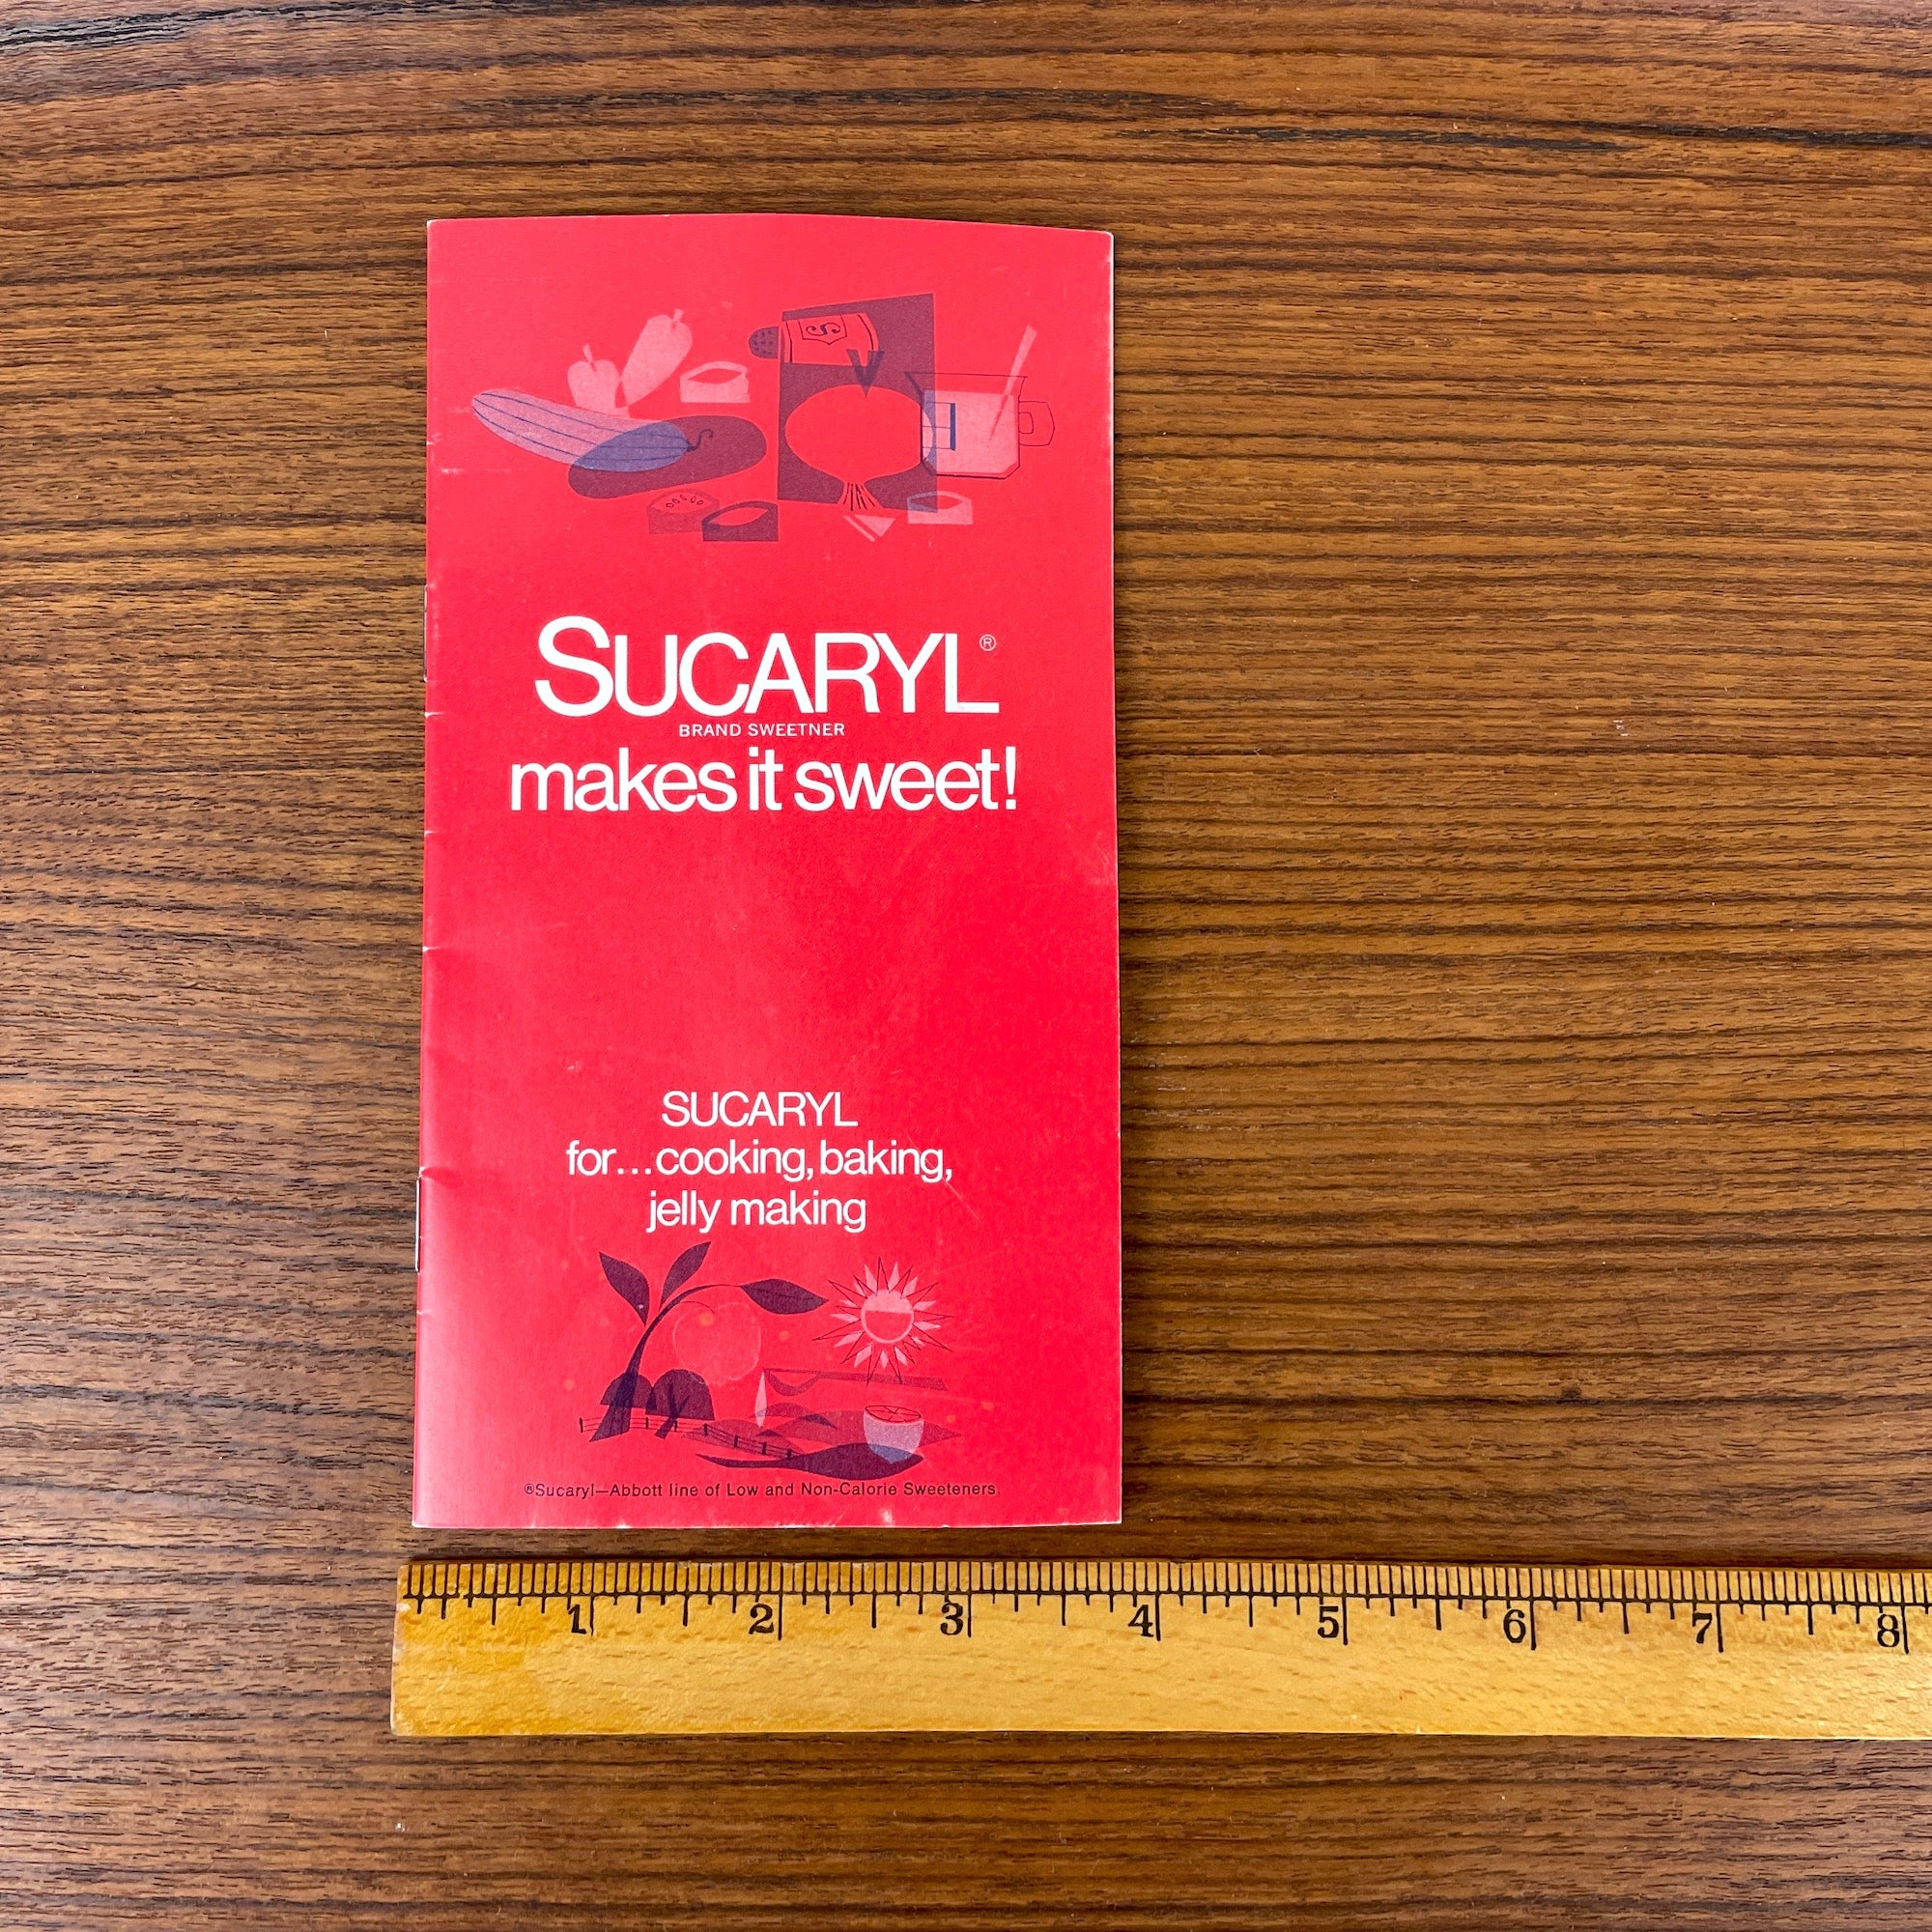 S
SUCARYL®
BRAND SWEETNER
makes it sweet!
SUCARYL
for...cooking, baking,
jelly making
®Sucaryl—Abbott line of Low and Non-Calorie Sweeteners.
1 2 3 4 5 6 7 8